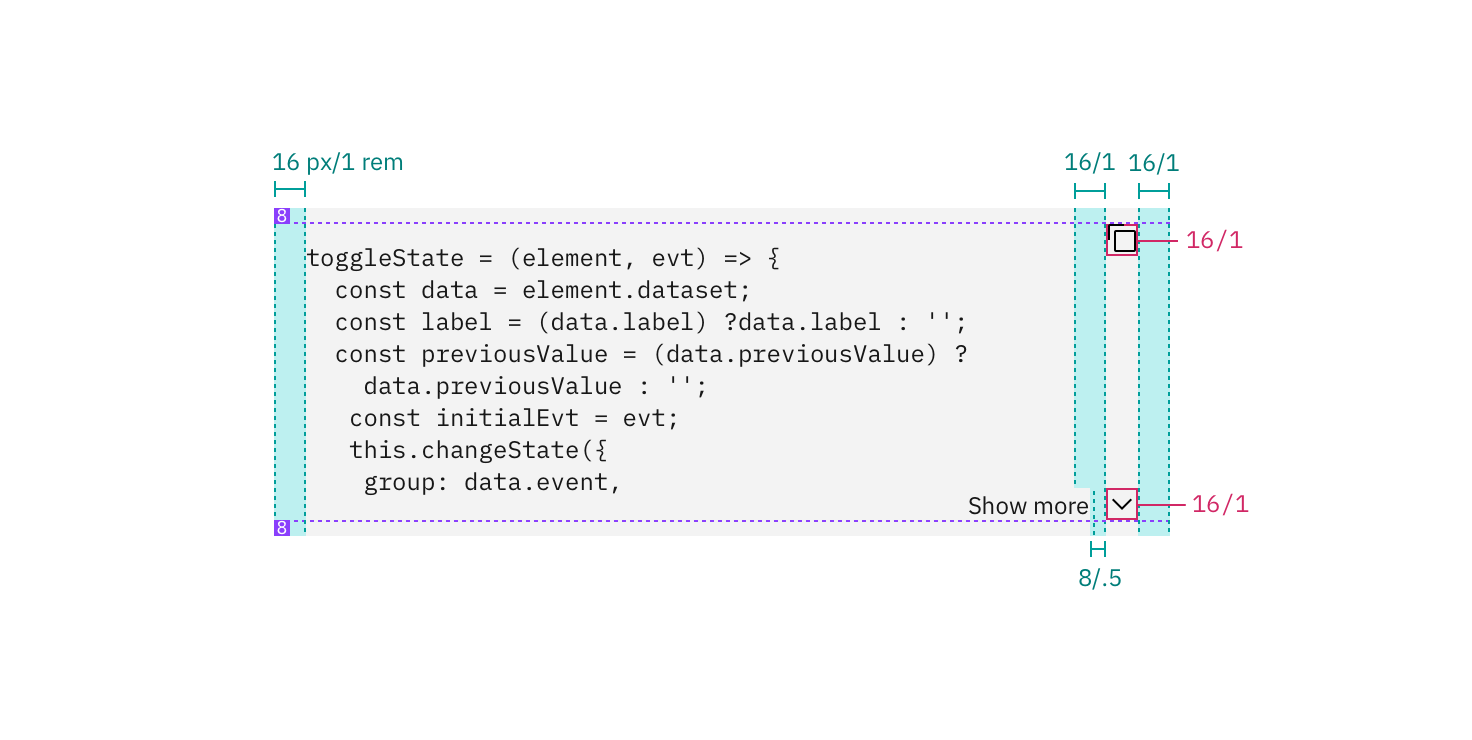 16 px/1 rem
16/1 16/1
8
16/1
toggleState = (element, evt) => {
const data = element.dataset;
const label = (data.label) ?data.label : '';
const previousValue = (data.previousValue) ?
data.previousValue : '';
const initialEvt = evt;
this.changeState({
group: data.event,
Show more
16/1
8
8/.5